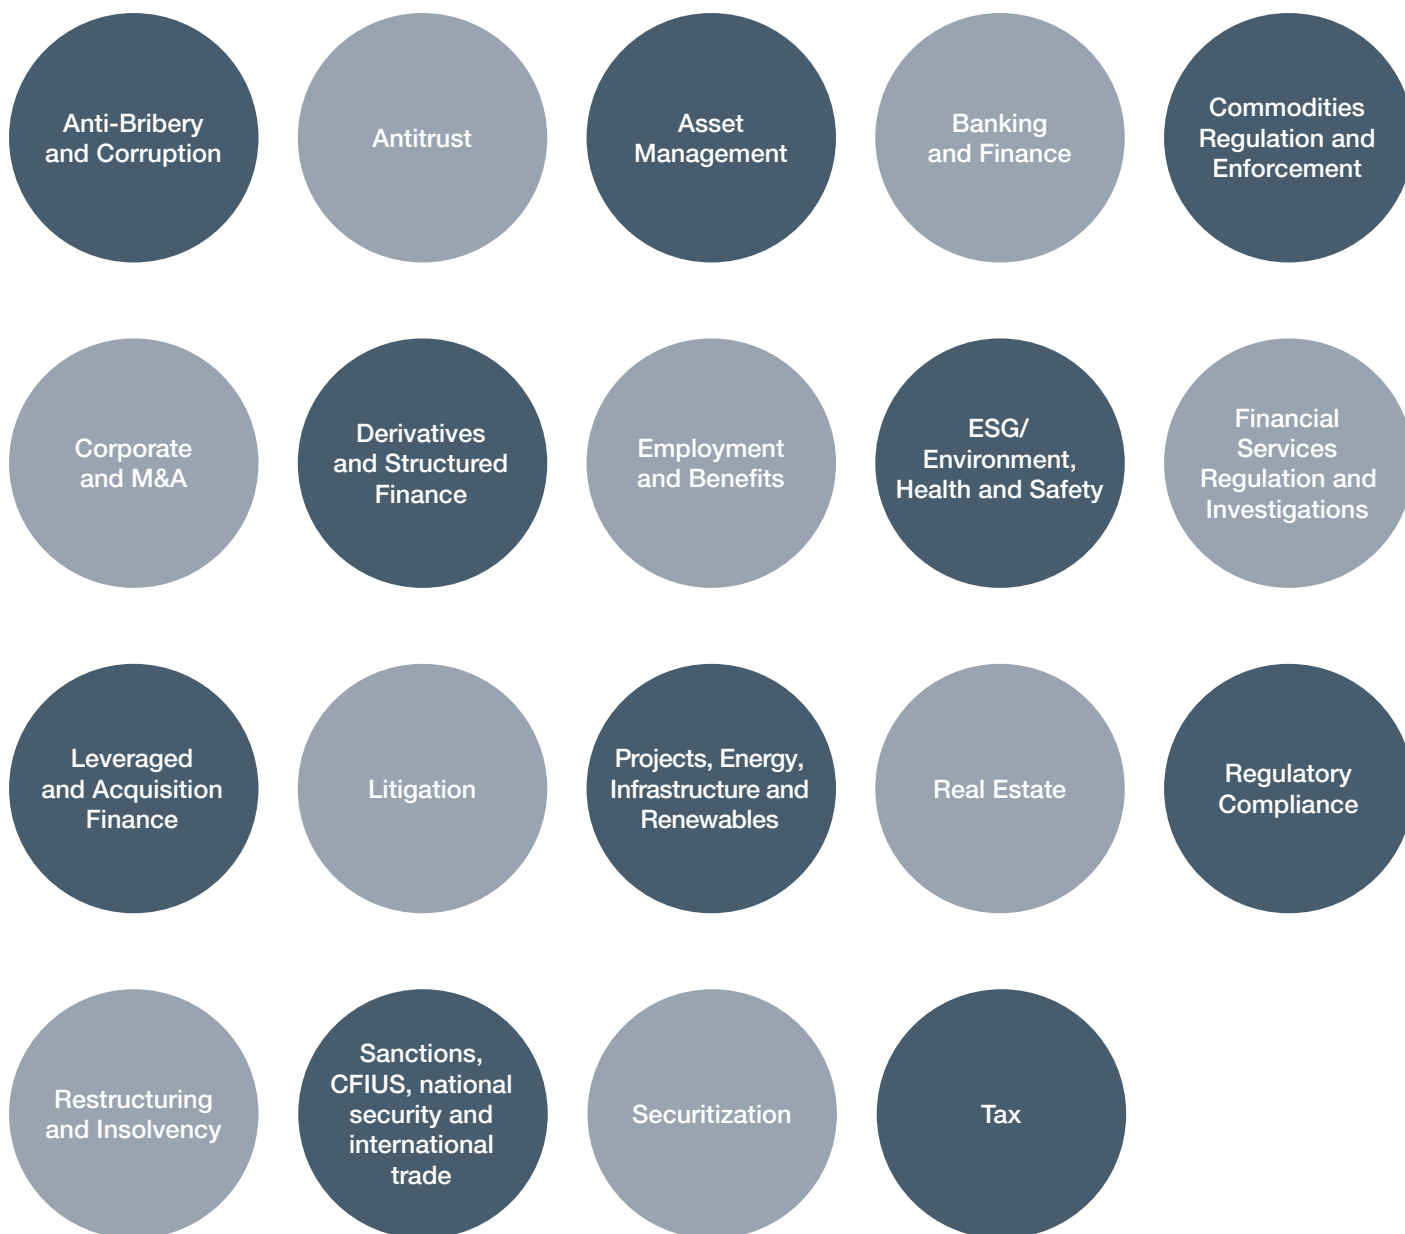 Anti-Bribery
and Corruption
Antitrust
Asset
Management
Banking
and Finance
Commodities
Regulation and
Enforcement
Corporate
and M&A
Derivatives
and Structured
Finance
Employment
and Benefits
ESG/
Environment,
Health and Safety
Financial
Services
Regulation and
Investigations
Leveraged
and Acquisition
Finance
Litigation
Projects, Energy,
Infrastructure and
Renewables
Real Estate
Regulatory
Compliance
Restructuring
and Insolvency
Sanctions,
CFIUS, national
security and
international
trade
Securitization
Tax